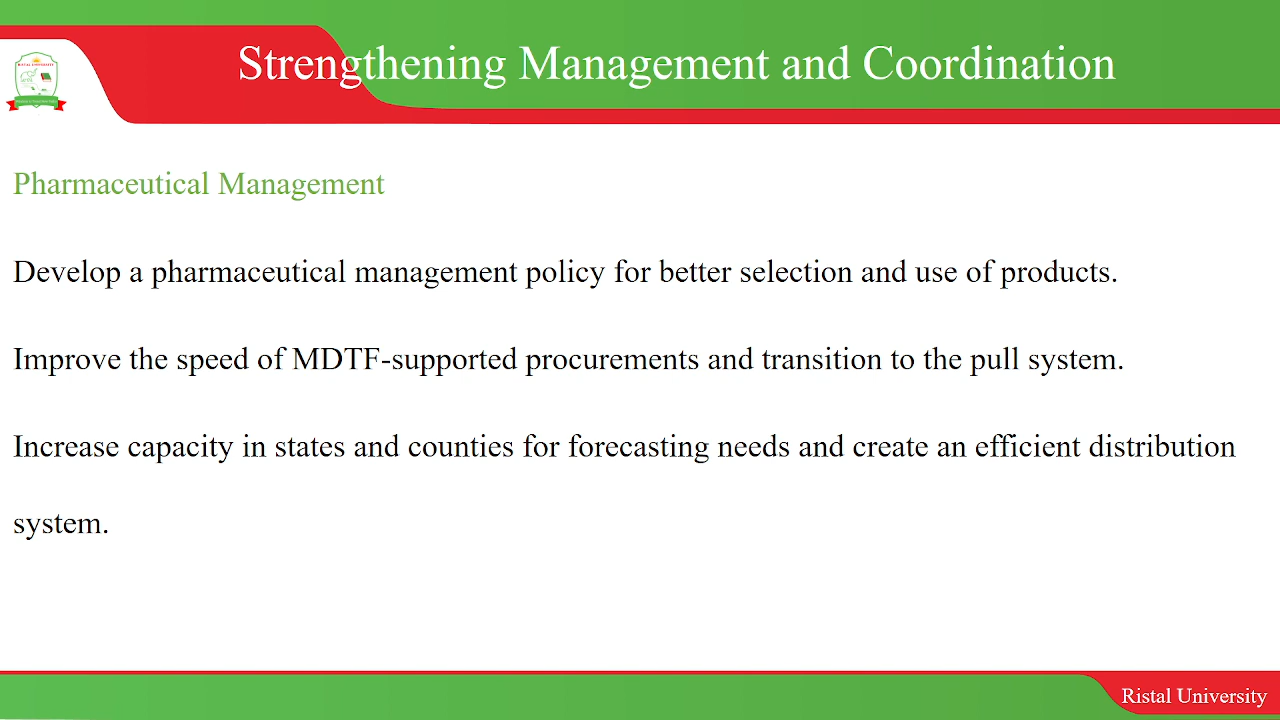 Strengthening Management and Coordination
RISTAL UNIVERSITY
Pharmaceutical Management
Develop a pharmaceutical management policy for better selection and use of products.
Improve the speed of MDTF-supported procurements and transition to the pull system.
Increase capacity in states and counties for forecasting needs and create an efficient distribution
system.
Ristal University